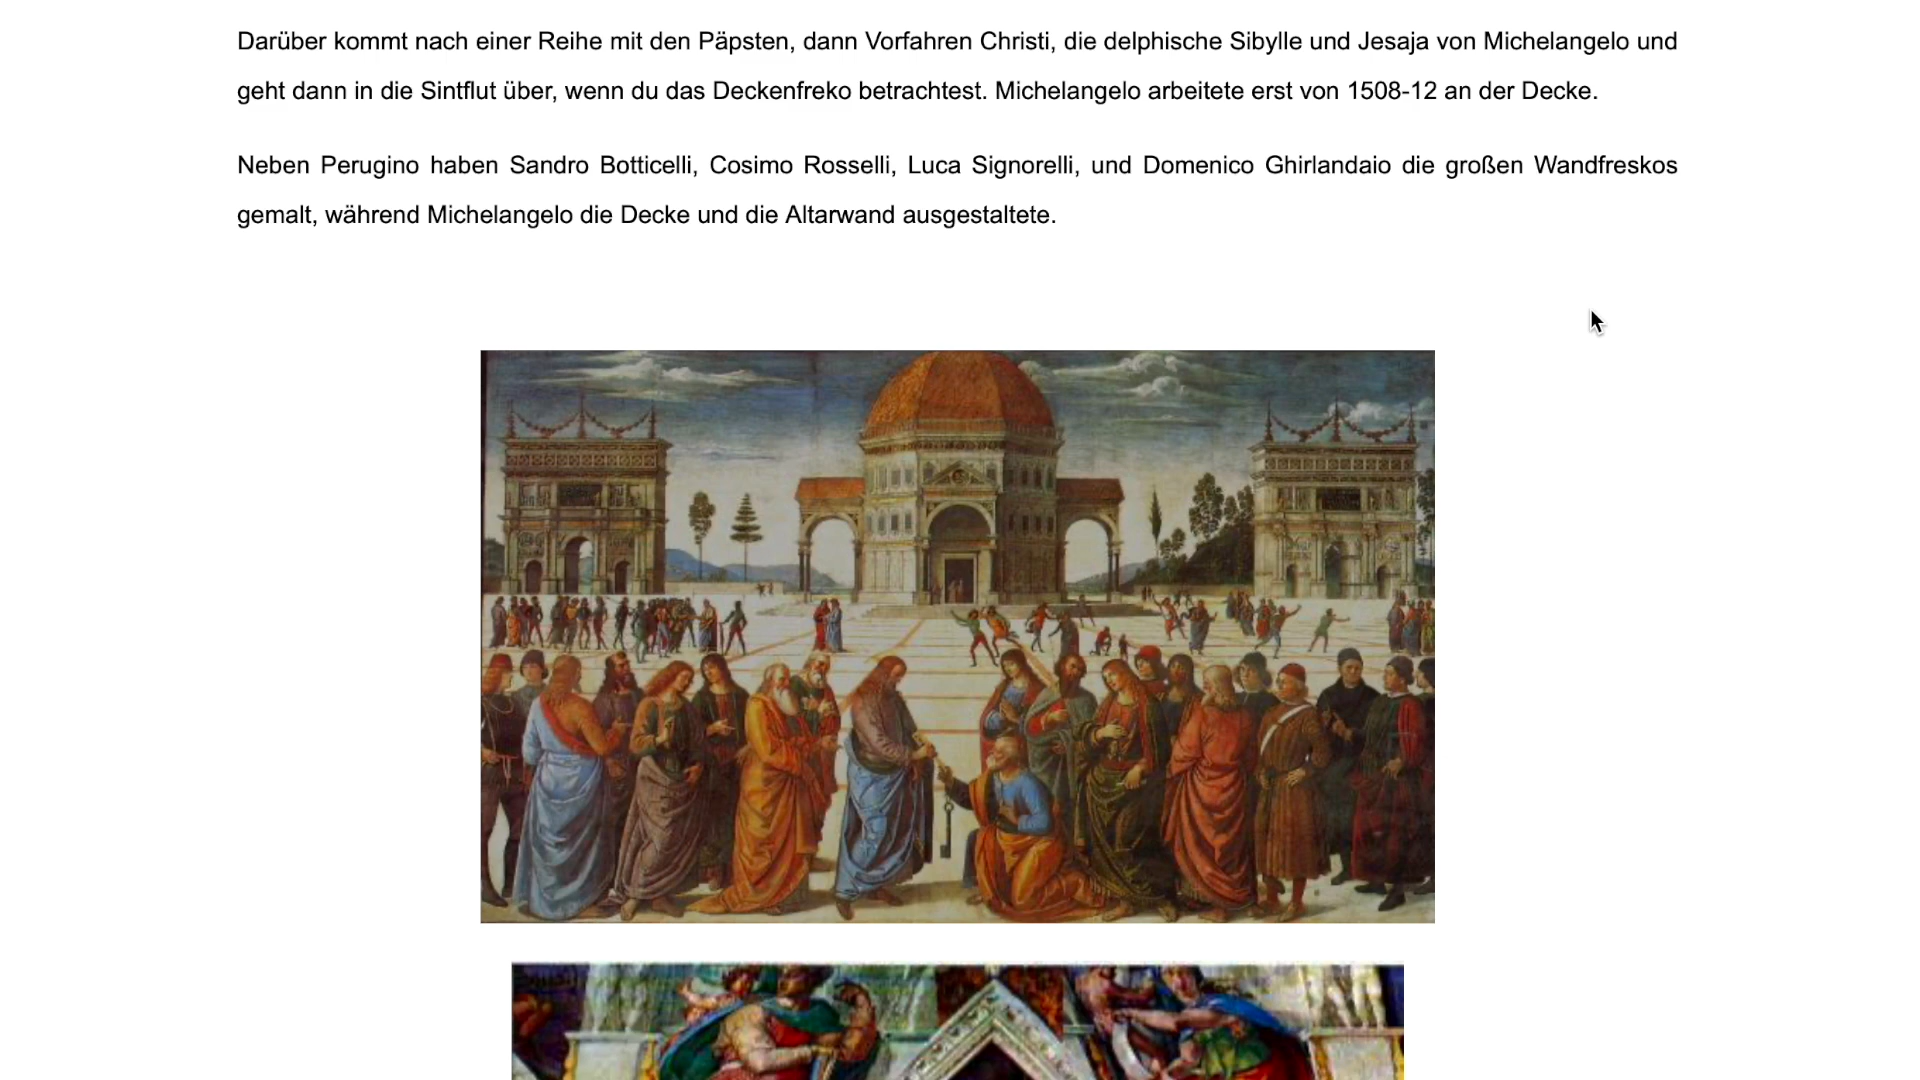 Darüber kommt nach einer Reihe mit den Päpsten, dann Vorfahren Christi, die delphische Sibylle und Jesaja von Michelangelo und
geht dann in die Sintflut über, wenn du das Deckenfreko betrachtest. Michelangelo arbeitete erst von 1508-12 an der Decke.
Neben Perugino haben Sandro Botticelli, Cosimo Rosselli, Luca Signorelli, und Domenico Ghirlandaio die großen Wandfreskos
gemalt, während Michelangelo die Decke und die Altarwand ausgestaltete.